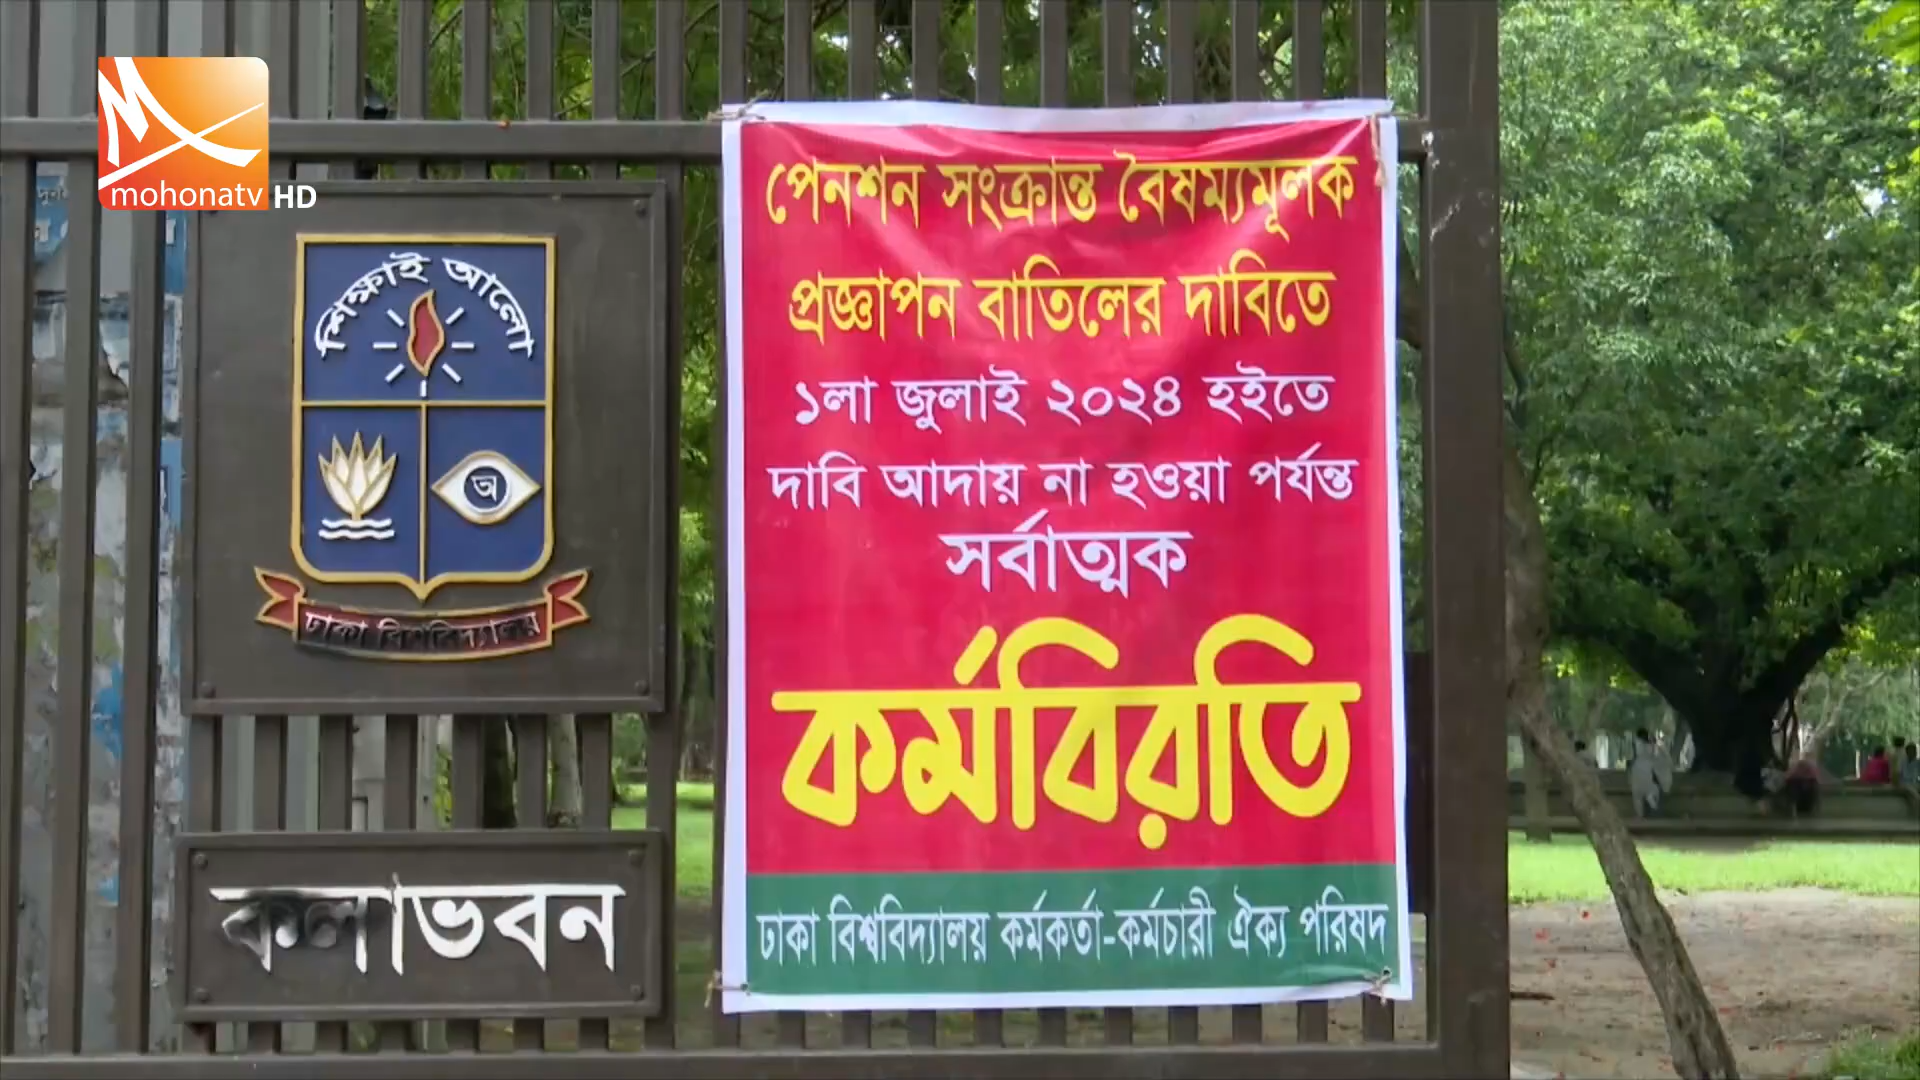 mohonatv HD
শিক্ষাই আলো
অ
ঢাকা বিশ্ববিদ্যালয়
কলাভবন
পেনশন সংক্রান্ত বৈষম্যমূলক
প্রজ্ঞাপন বাতিলের দাবিতে
১লা জুলাই ২০২৪ হইতে
দাবি আদায় না হওয়া পর্যন্ত
সর্বাত্মক
কর্মবিরতি
ঢাকা বিশ্ববিদ্যালয় কর্মকর্তা-কর্মচারী ঐক্য পরিষদ